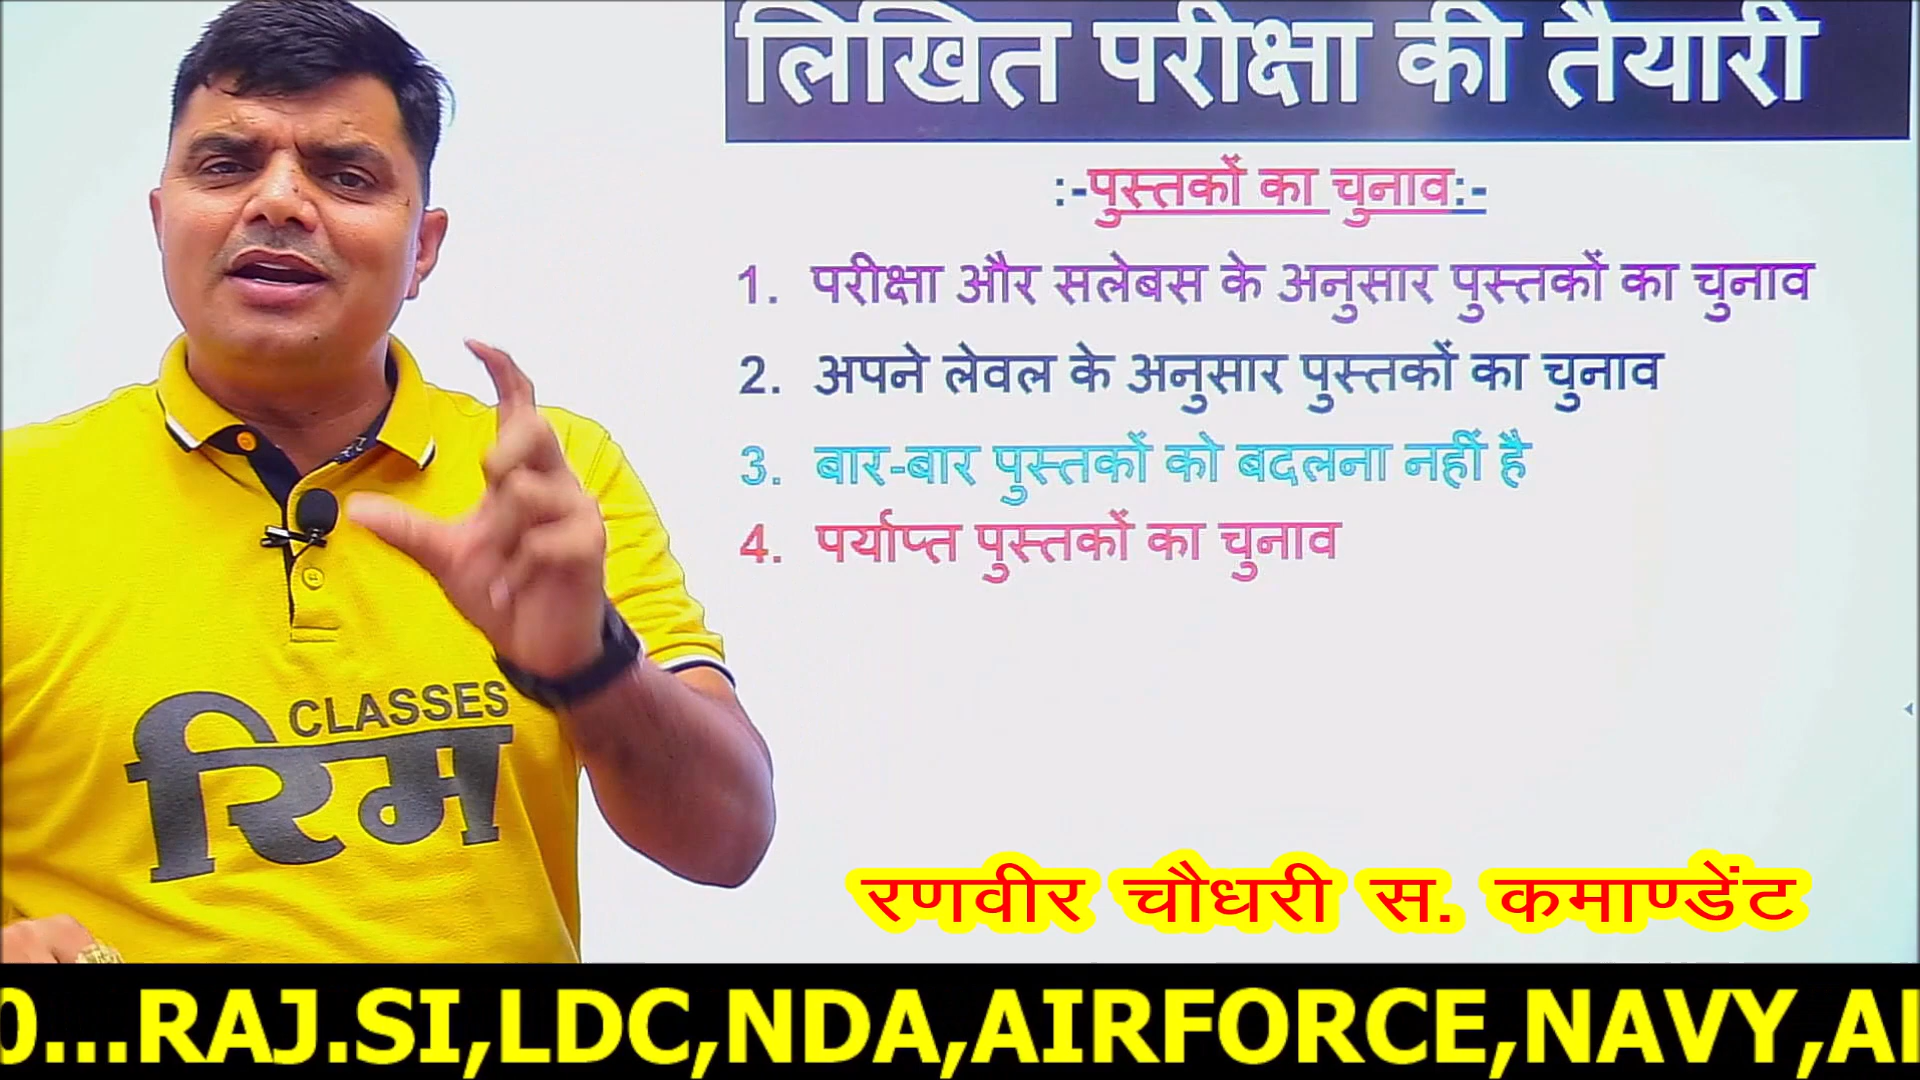 लिखित परीक्षा की तैयारी
:-पुस्तकों का चुनाव:-
1. परीक्षा और सलेबस के अनुसार पुस्तकों का चुनाव
2. अपने लेवल के अनुसार पुस्तकों का चुनाव
3. बार-बार पुस्तकों को बदलना नहीं है
4. पर्याप्त पुस्तकों का चुनाव
CLASSES
रिम
रणवीर चौधरी स. कमाण्डेंट
0...RAJ.SI,LDC,NDA,AIRFORCE,NAVY,A